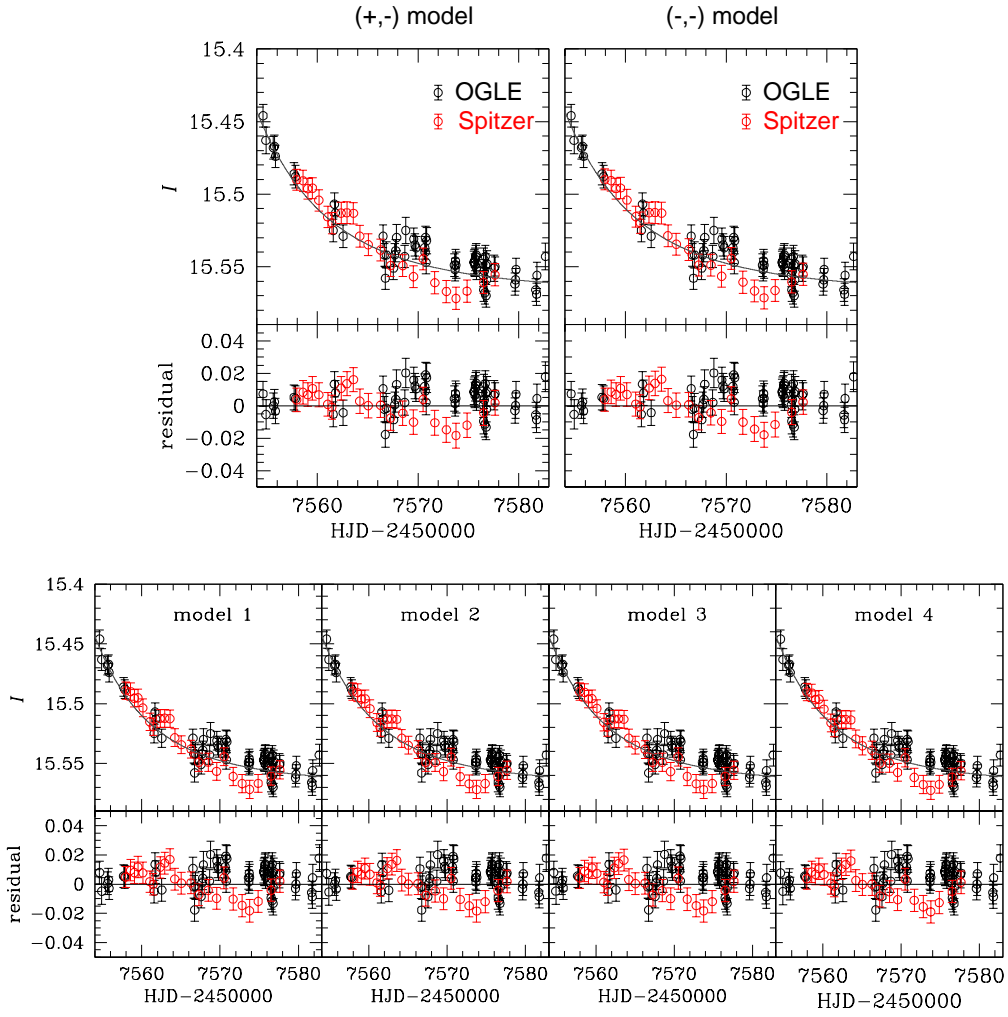 (+,-) model (-,-) model
15.4
15.45
15.5
15.55
I
OGLE
Spitzer
OGLE
Spitzer
0.04
0.02
0
−0.02
−0.04
residual
7560 7570 7580 7560 7570 7580
HJD−2450000 HJD−2450000
15.4
15.45
15.5
15.55
I
model 1 model 2 model 3 model 4
0.04
0.02
0
−0.02
−0.04
residual
7560 7570 7580 7560 7570 7580 7560 7570 7580 7560 7570 7580
HJD−2450000 HJD−2450000 HJD−2450000 HJD−2450000